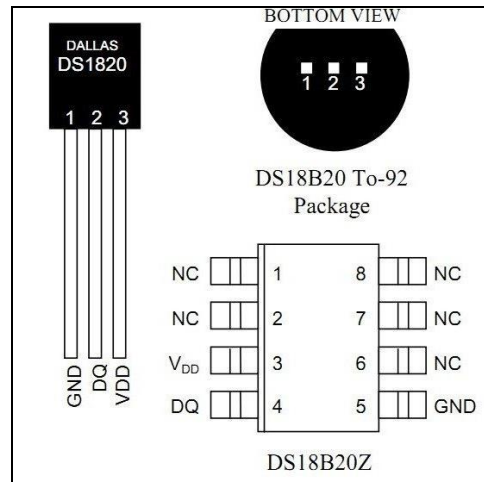 DALLAS
DS1820
1 2 3
GND
DQ
VDD
BOTTOM VIEW
1 2 3
DS18B20 To-92
Package
NC 1 8 NC
NC 2 7 NC
VDD 3 6 NC
DQ 4 5 GND
DS18B20Z